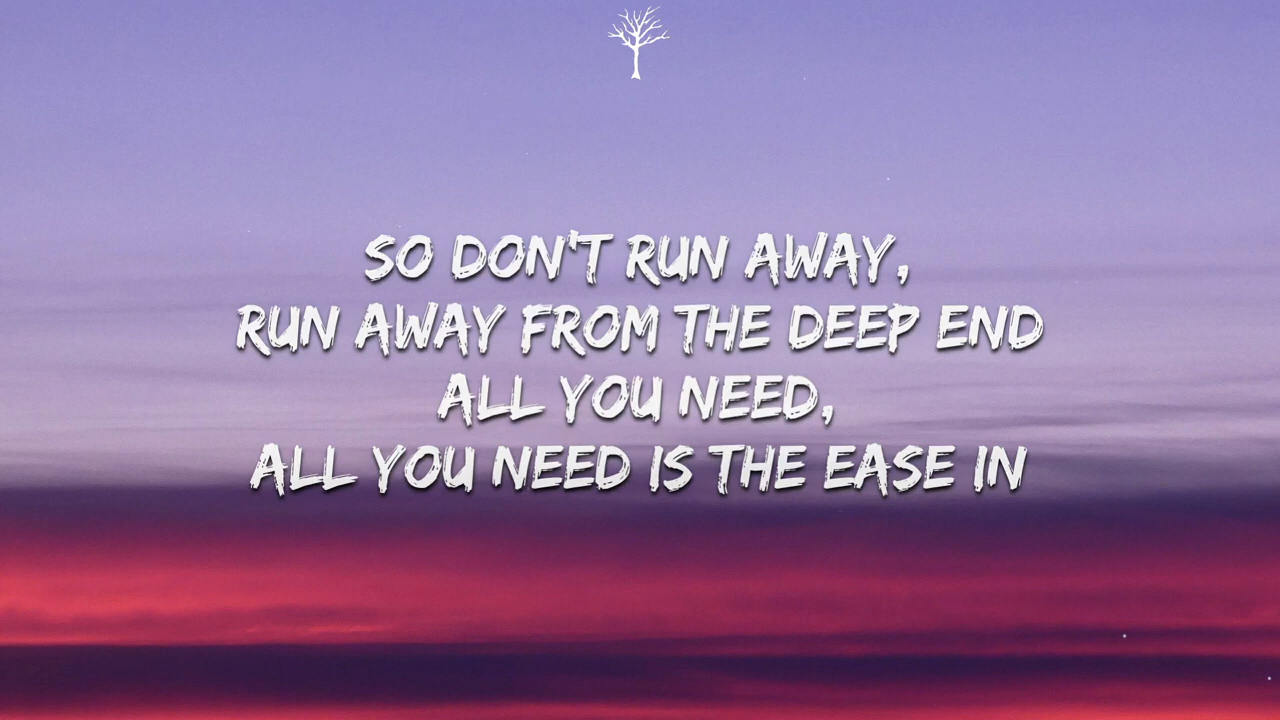 SO DON'T RUN AWAY,
RUN AWAY FROM THE DEEP END
ALL YOU NEED,
ALL YOU NEED IS THE EASE IN